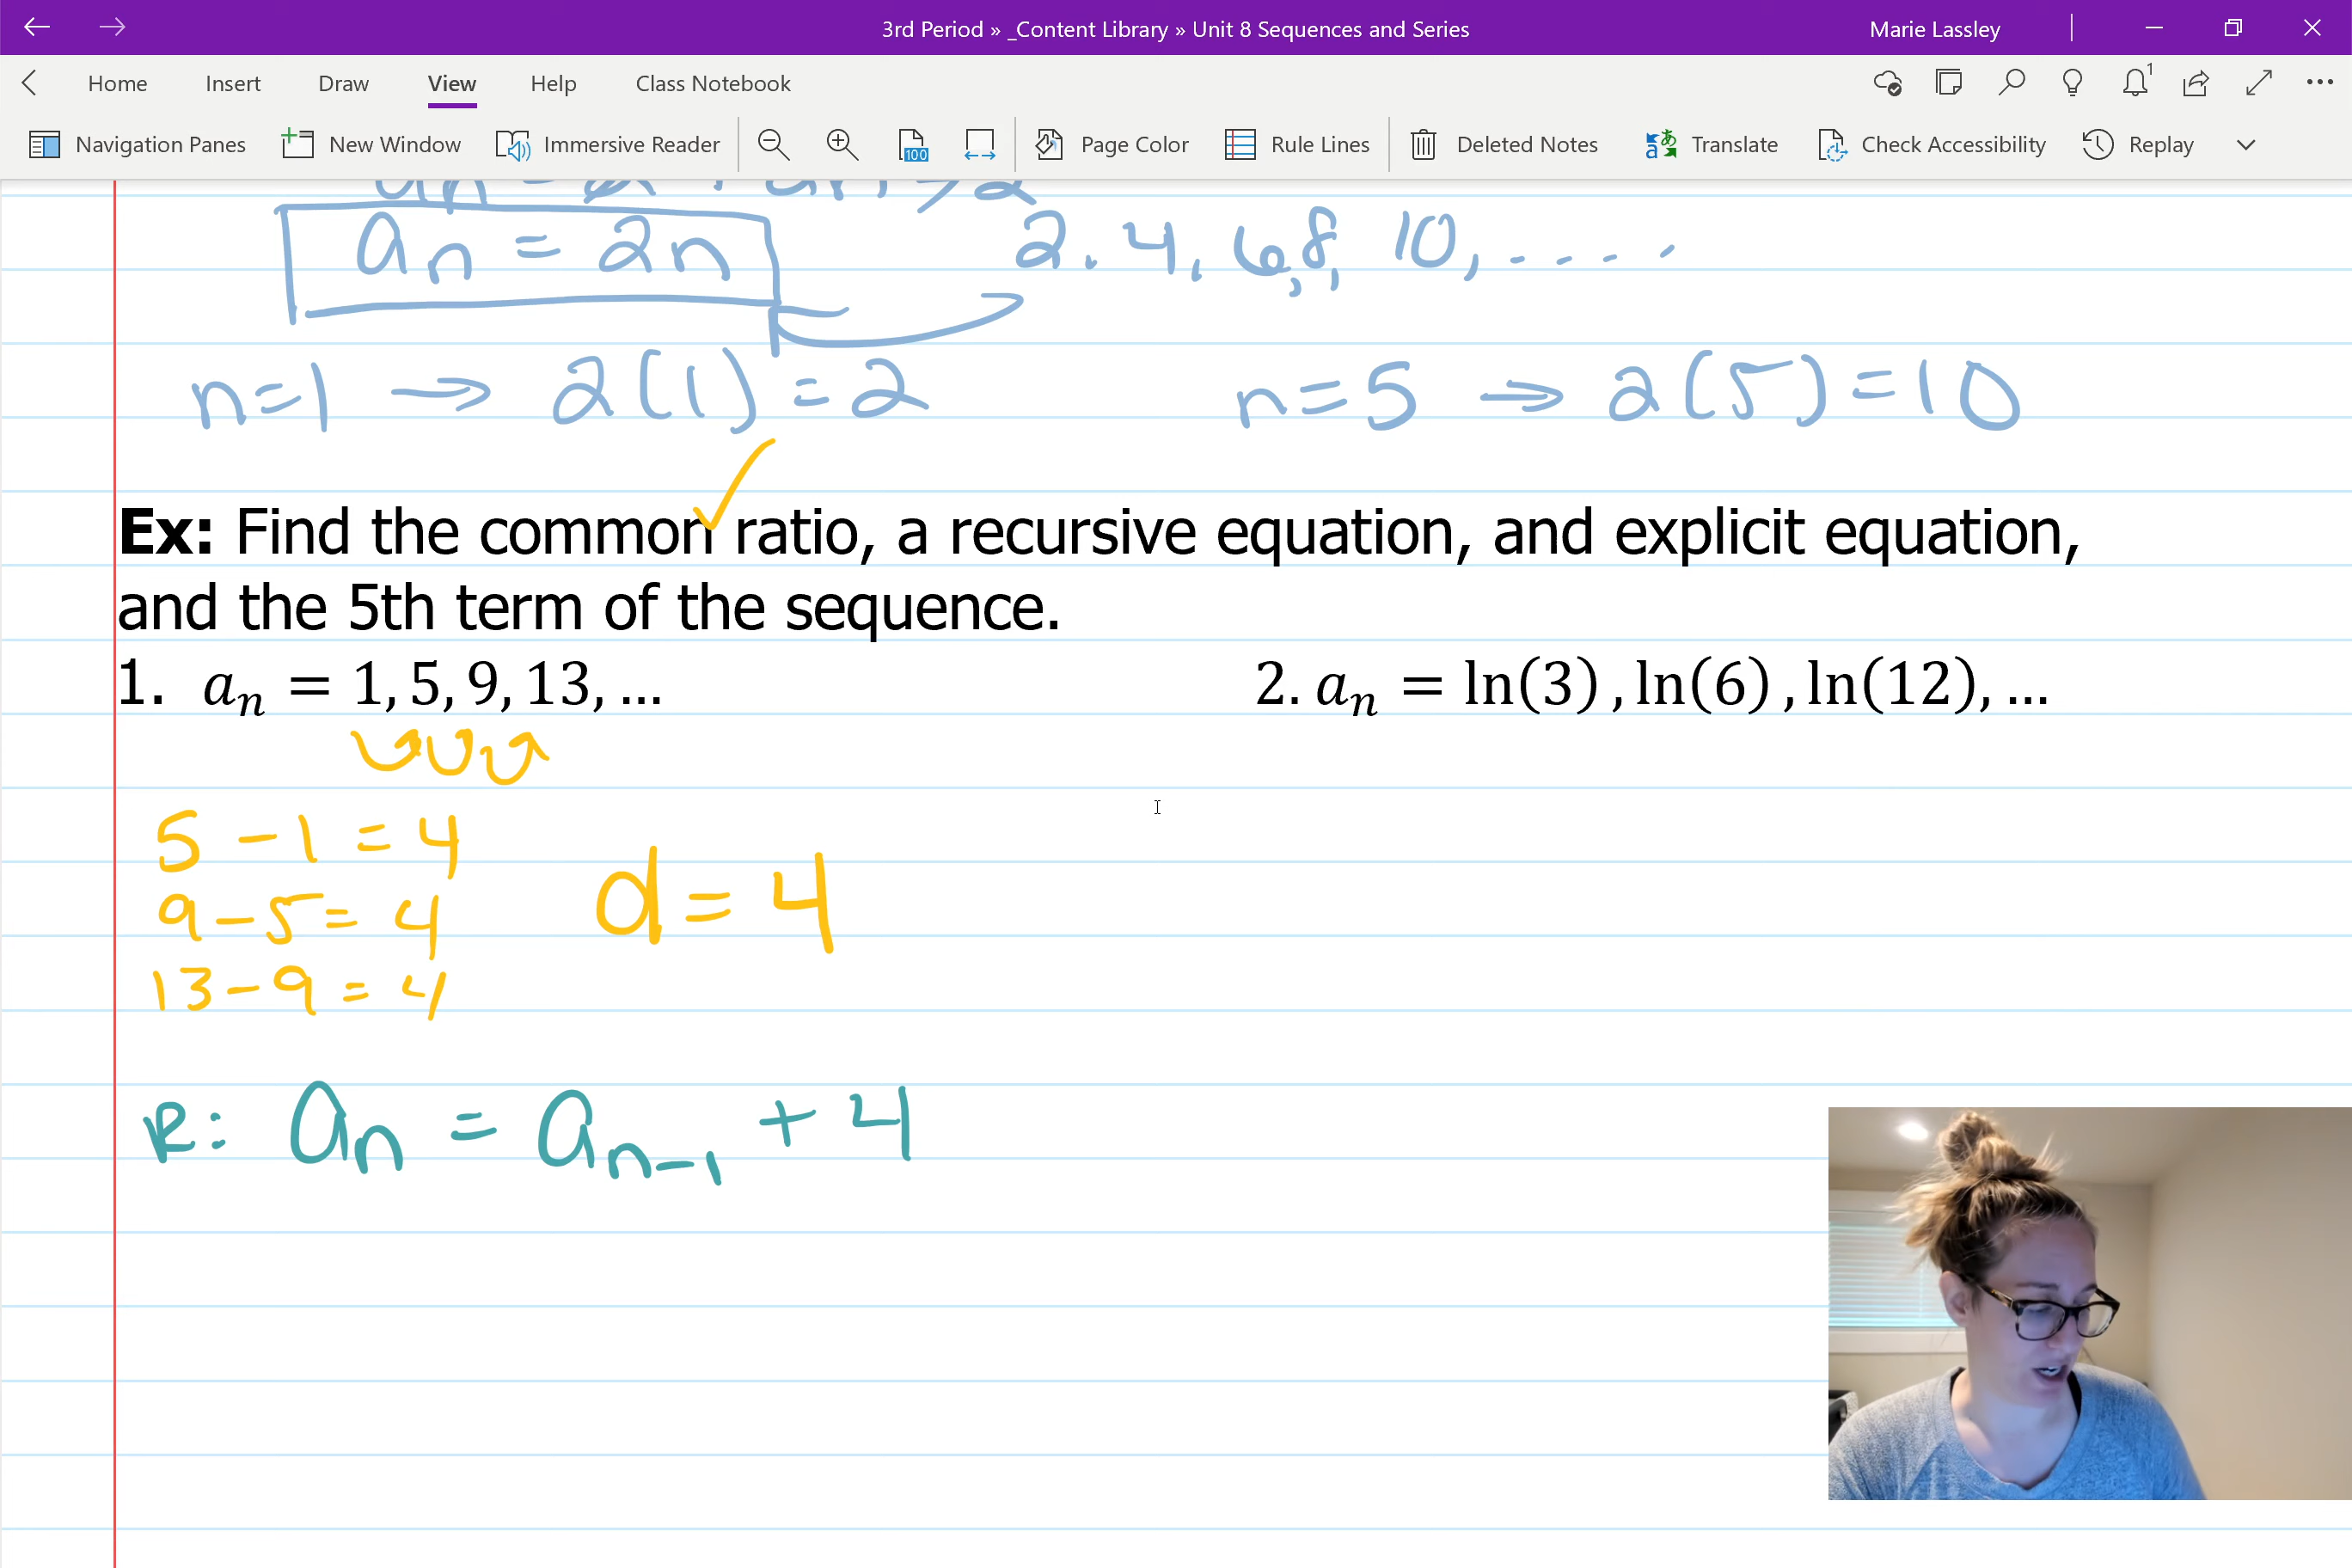 3rd Period » _Content Library » Unit 8 Sequences and Series
Marie Lassley
Home Insert Draw View Help Class Notebook
1
Navigation Panes New Window Immersive Reader 100 Page Color Rule Lines Deleted Notes Translate Check Accessibility Replay
aₙ = 2n 2, 4, 6, 8, 10, .....
n=1 → 2(1) = 2 n=5 → 2(5) = 10
Ex: Find the common ratio, a recursive equation, and explicit equation,
and the 5th term of the sequence.
1. aₙ = 1, 5, 9, 13, ... 2. aₙ = ln(3), ln(6), ln(12), ...
5 - 1 = 4
9 - 5 = 4 d = 4
13 - 9 = 4
R: aₙ = aₙ₋₁ + 4